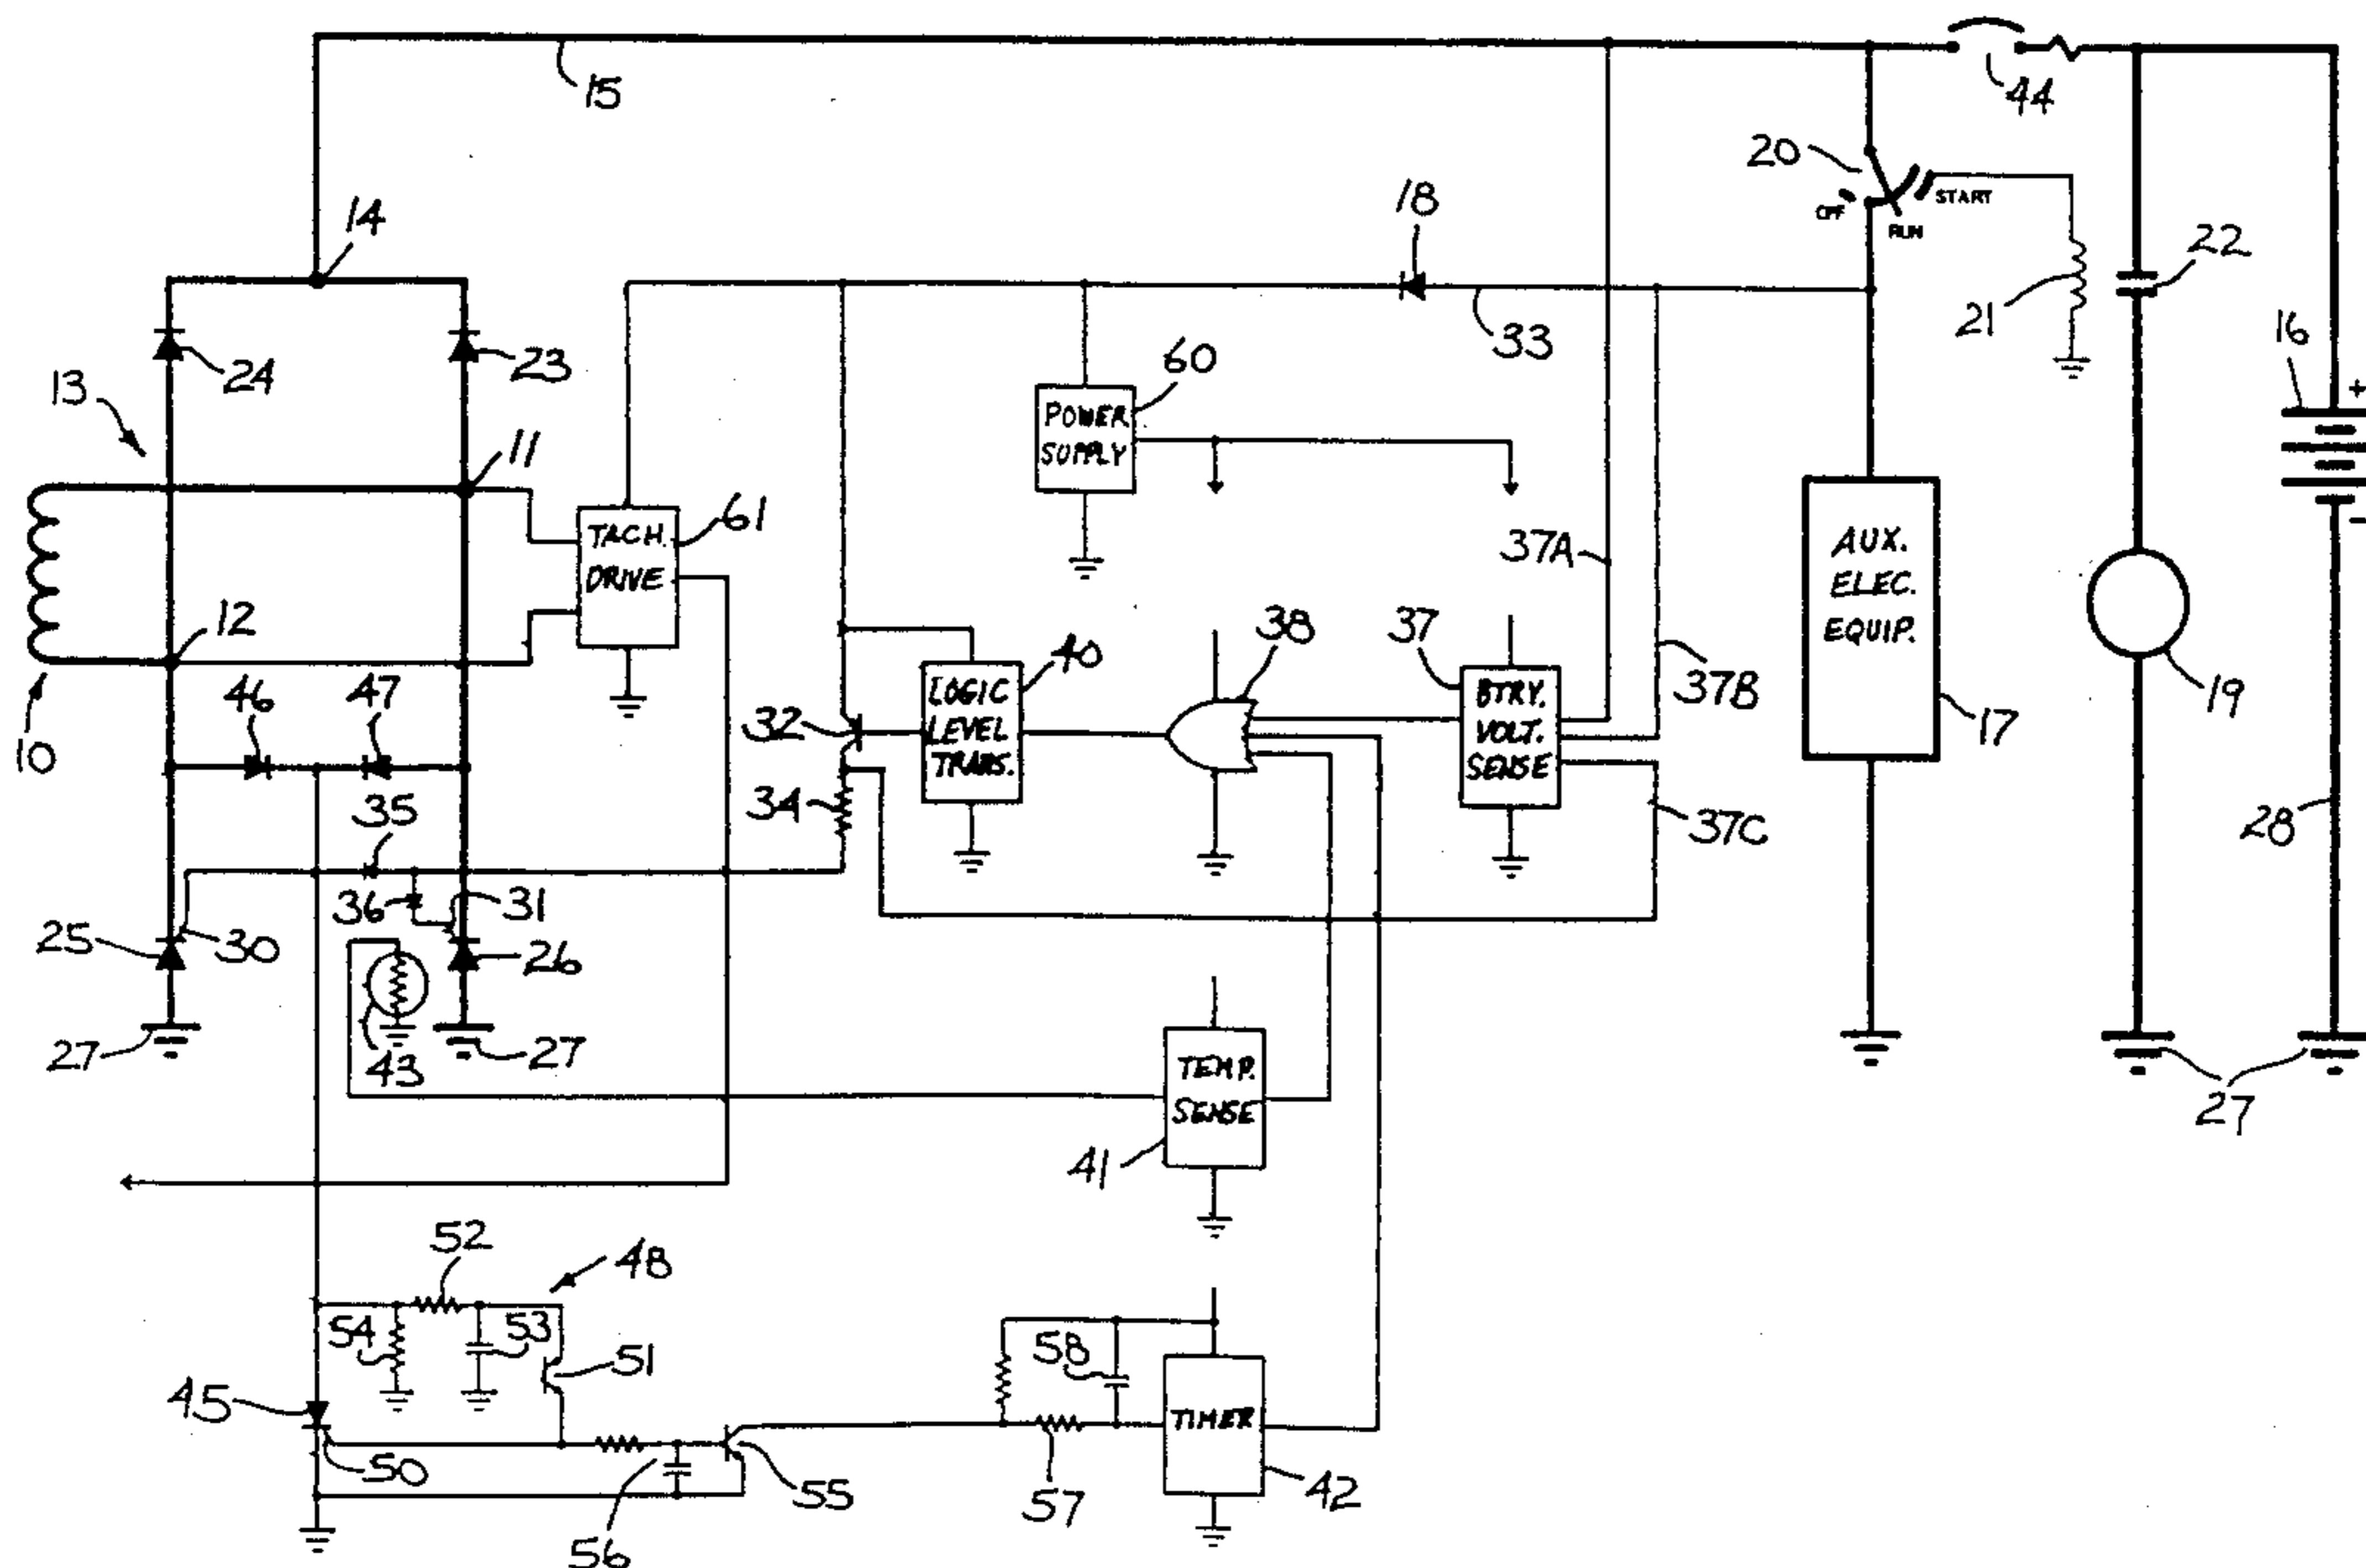 15
44
20
OFF
START
RUN
14
18
22
33
21
16
+
-
24
23
13
60
POWER
SUPPLY
11
61
TACH.
DRIVE
37A
AUX.
ELEC.
EQUIP.
12
38
37
40
46
47
LOGIC
LEVEL
TRANS.
BTRY.
VOLT.
SENSE
37B
19
17
10
32
35
34
37C
28
36
31
25
30
26
27
43
27
TEMP.
SENSE
27
41
52
48
54
53
51
58
45
TIMER
50
55
57
42
56